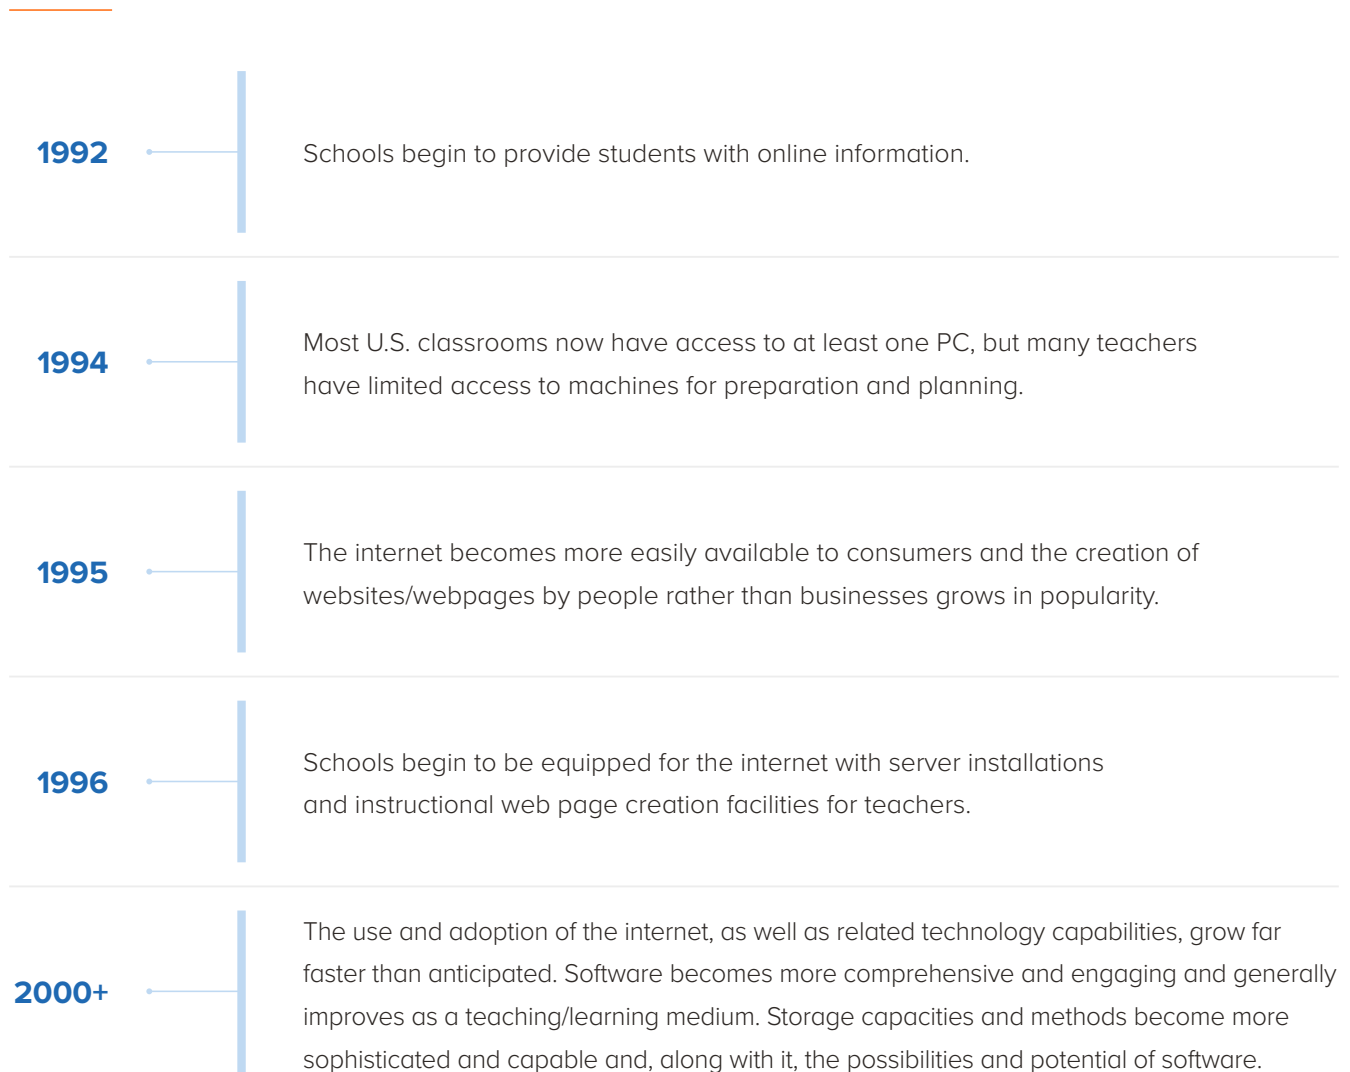 1992
Schools begin to provide students with online information.
1994
Most U.S. classrooms now have access to at least one PC, but many teachers
have limited access to machines for preparation and planning.
1995
The internet becomes more easily available to consumers and the creation of
websites/webpages by people rather than businesses grows in popularity.
1996
Schools begin to be equipped for the internet with server installations
and instructional web page creation facilities for teachers.
2000+
The use and adoption of the internet, as well as related technology capabilities, grow far
faster than anticipated. Software becomes more comprehensive and engaging and generally
improves as a teaching/learning medium. Storage capacities and methods become more
sophisticated and capable and, along with it, the possibilities and potential of software.